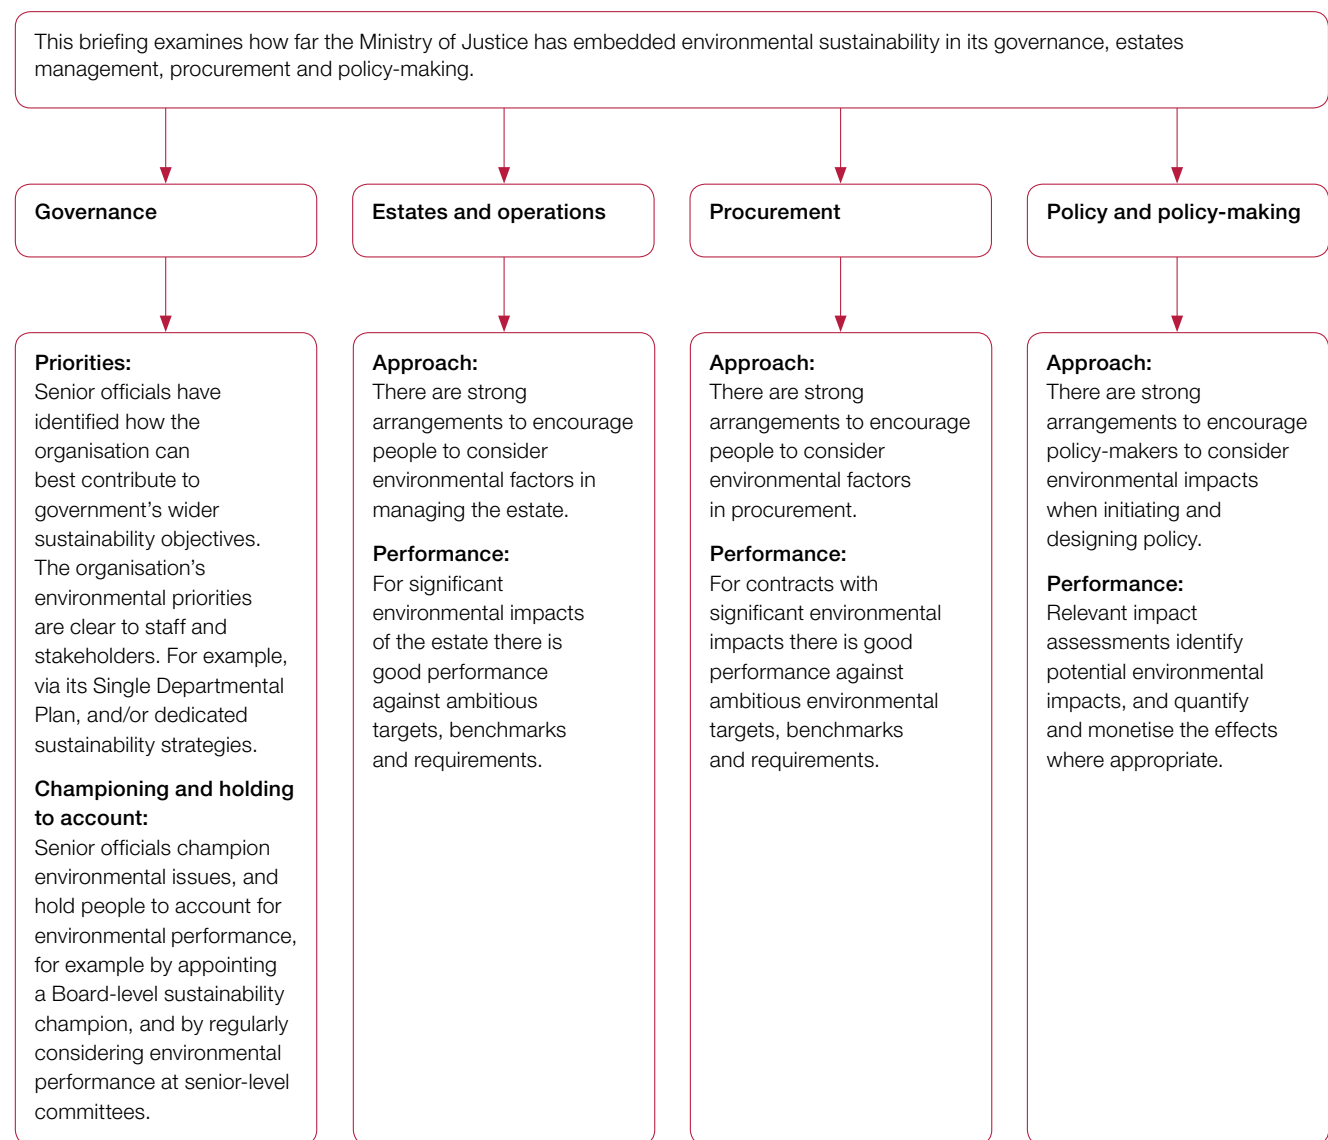 This briefing examines how far the Ministry of Justice has embedded environmental sustainability in its governance, estates
management, procurement and policy-making.
Governance
Estates and operations
Procurement
Policy and policy-making
Priorities:
Senior officials have
identified how the
organisation can
best contribute to
government’s wider
sustainability objectives.
The organisation’s
environmental priorities
are clear to staff and
stakeholders. For example,
via its Single Departmental
Plan, and/or dedicated
sustainability strategies.
Championing and holding
to account:
Senior officials champion
environmental issues, and
hold people to account for
environmental performance,
for example by appointing
a Board-level sustainability
champion, and by regularly
considering environmental
performance at senior-level
committees.
Approach:
There are strong
arrangements to encourage
people to consider
environmental factors in
managing the estate.
Performance:
For significant
environmental impacts
of the estate there is
good performance
against ambitious
targets, benchmarks
and requirements.
Approach:
There are strong
arrangements to encourage
people to consider
environmental factors
in procurement.
Performance:
For contracts with
significant environmental
impacts there is good
performance against
ambitious environmental
targets, benchmarks
and requirements.
Approach:
There are strong
arrangements to encourage
policy-makers to consider
environmental impacts
when initiating and
designing policy.
Performance:
Relevant impact
assessments identify
potential environmental
impacts, and quantify
and monetise the effects
where appropriate.